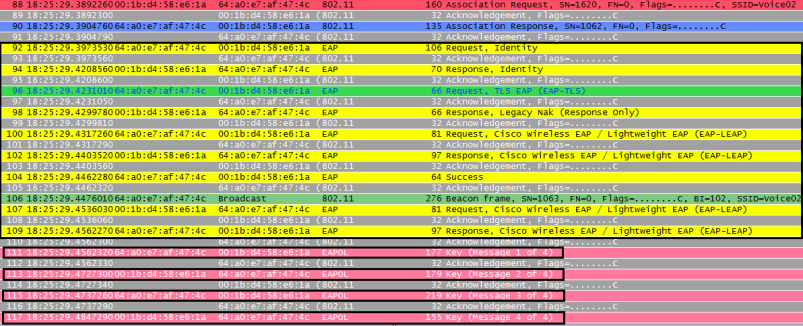 88 18:25:29.3892260 00:1b:d4:58:e6:1a 64:a0:e7:af:47:4c 802.11 160 Association Request, SN=1620, FN=0, Flags=........C, SSID=Voice02
89 18:25:29.3892300 00:1b:d4:58:e6:1a (802.11 32 Acknowledgement, Flags=........C
90 18:25:29.3904760 64:a0:e7:af:47:4c 00:1b:d4:58:e6:1a 802.11 135 Association Response, SN=1062, FN=0, Flags=........C
91 18:25:29.3904790 64:a0:e7:af:47:4c (802.11 32 Acknowledgement, Flags=........C
92 18:25:29.3973530 64:a0:e7:af:47:4c 00:1b:d4:58:e6:1a EAP 106 Request, Identity
93 18:25:29.3973560 64:a0:e7:af:47:4c (802.11 32 Acknowledgement, Flags=........C
94 18:25:29.4208560 00:1b:d4:58:e6:1a 64:a0:e7:af:47:4c EAP 70 Response, Identity
95 18:25:29.4208600 00:1b:d4:58:e6:1a (802.11 32 Acknowledgement, Flags=........C
96 18:25:29.4231010 64:a0:e7:af:47:4c 00:1b:d4:58:e6:1a EAP 66 Request, TLS EAP (EAP-TLS)
97 18:25:29.4231050 64:a0:e7:af:47:4c (802.11 32 Acknowledgement, Flags=........C
98 18:25:29.4299780 00:1b:d4:58:e6:1a 64:a0:e7:af:47:4c EAP 66 Response, Legacy Nak (Response Only)
99 18:25:29.4299810 00:1b:d4:58:e6:1a (802.11 32 Acknowledgement, Flags=........C
100 18:25:29.4317260 64:a0:e7:af:47:4c 00:1b:d4:58:e6:1a EAP 81 Request, Cisco Wireless EAP / Lightweight EAP (EAP-LEAP)
101 18:25:29.4317290 64:a0:e7:af:47:4c (802.11 32 Acknowledgement, Flags=........C
102 18:25:29.4403520 00:1b:d4:58:e6:1a 64:a0:e7:af:47:4c EAP 97 Response, Cisco Wireless EAP / Lightweight EAP (EAP-LEAP)
103 18:25:29.4403560 00:1b:d4:58:e6:1a (802.11 32 Acknowledgement, Flags=........C
104 18:25:29.4462280 64:a0:e7:af:47:4c 00:1b:d4:58:e6:1a EAP 64 Success
105 18:25:29.4462320 64:a0:e7:af:47:4c (802.11 32 Acknowledgement, Flags=........C
106 18:25:29.4476010 64:a0:e7:af:47:4c Broadcast 802.11 276 Beacon frame, SN=1063, FN=0, Flags=........C, BI=102, SSID=Voice02
107 18:25:29.4536030 00:1b:d4:58:e6:1a 64:a0:e7:af:47:4c EAP 81 Request, Cisco Wireless EAP / Lightweight EAP (EAP-LEAP)
108 18:25:29.4536060 00:1b:d4:58:e6:1a (802.11 32 Acknowledgement, Flags=........C
109 18:25:29.4562270 64:a0:e7:af:47:4c 00:1b:d4:58:e6:1a EAP 97 Response, Cisco Wireless EAP / Lightweight EAP (EAP-LEAP)
110 18:25:29.4562300 64:a0:e7:af:47:4c (802.11 32 Acknowledgement, Flags=........C
111 18:25:29.4562320 64:a0:e7:af:47:4c 00:1b:d4:58:e6:1a EAPOL 177 Key (Message 1 of 4)
112 18:25:29.4562330 64:a0:e7:af:47:4c (802.11 32 Acknowledgement, Flags=........C
113 18:25:29.4727300 00:1b:d4:58:e6:1a 64:a0:e7:af:47:4c EAPOL 179 Key (Message 2 of 4)
114 18:25:29.4727340 00:1b:d4:58:e6:1a (802.11 32 Acknowledgement, Flags=........C
115 18:25:29.4737260 64:a0:e7:af:47:4c 00:1b:d4:58:e6:1a EAPOL 219 Key (Message 3 of 4)
116 18:25:29.4737290 64:a0:e7:af:47:4c (802.11 32 Acknowledgement, Flags=........C
117 18:25:29.4847290 00:1b:d4:58:e6:1a 64:a0:e7:af:47:4c EAPOL 155 Key (Message 4 of 4)